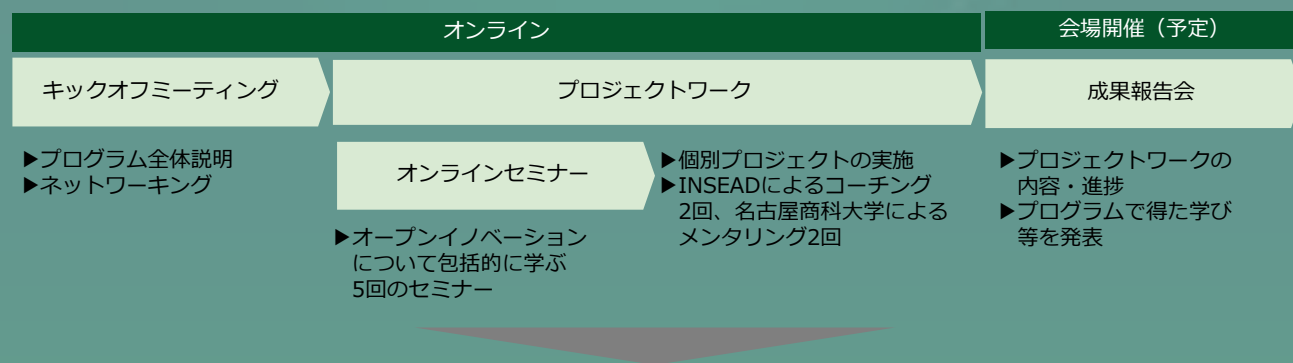 オンライン
会場開催（予定）
キックオフミーティング
プロジェクトワーク
成果報告会
▶プログラム全体説明
▶ネットワーキング
オンラインセミナー
▶オープンイノベーション
について包括的に学ぶ
5回のセミナー
▶個別プロジェクトの実施
▶INSEADによるコーチング
2回、名古屋商科大学による
メンタリング2回
▶プロジェクトワークの
内容・進捗
▶プログラムで得た学び
等を発表